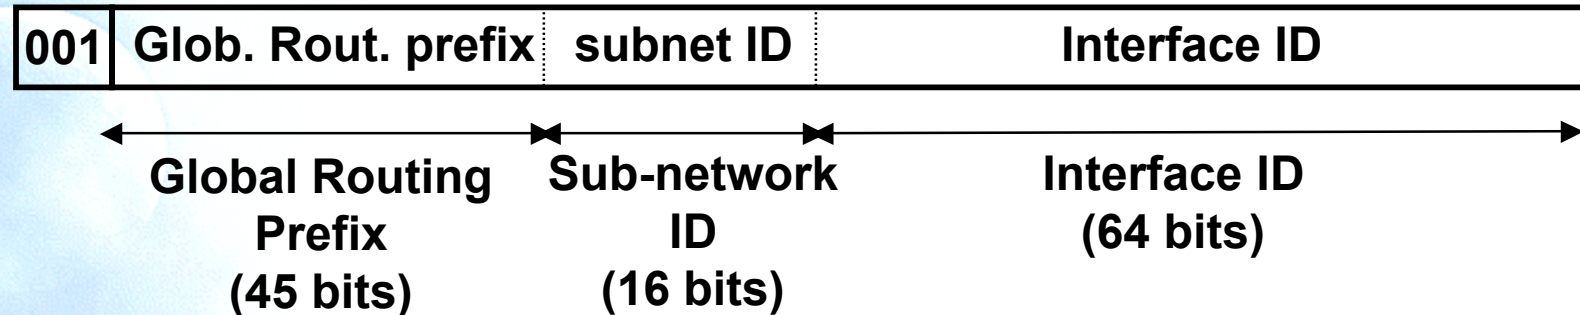 001 Glob. Rout. prefix subnet ID Interface ID
Global Routing Prefix (45 bits)
Sub-network ID (16 bits)
Interface ID (64 bits)